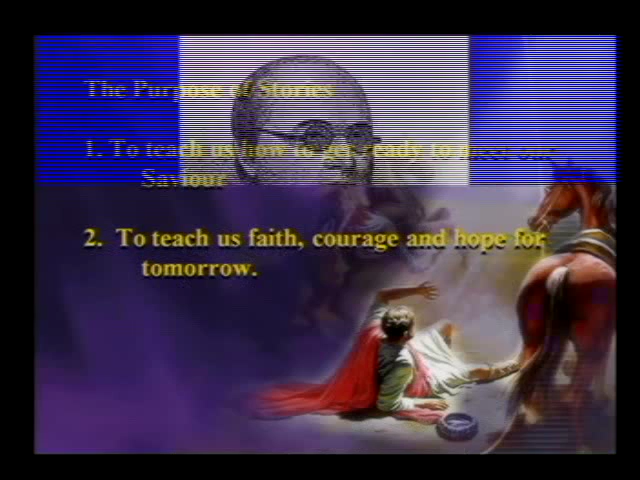 The Purpose of Stories
1. To teach us how to get ready to meet our
Saviour
2. To teach us faith, courage and hope for
tomorrow.